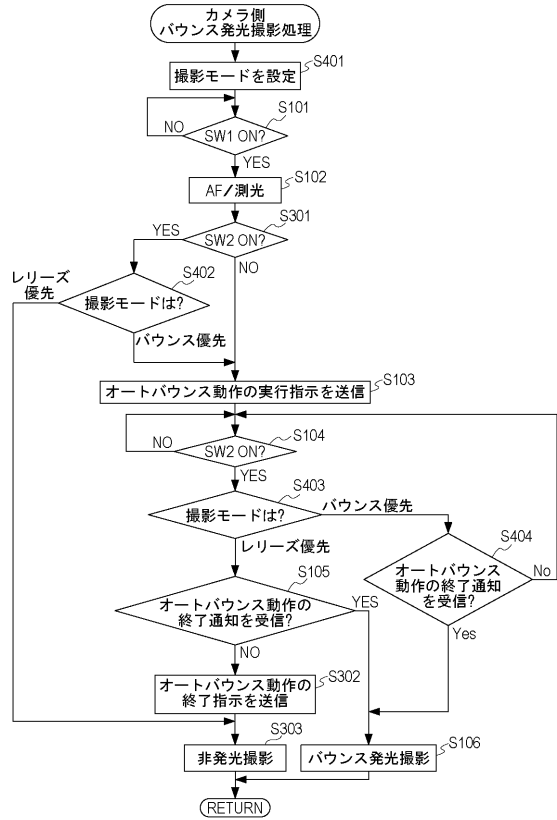 カメラ側
バウンス発光撮影処理
S401
撮影モードを設定
S101
NO
SW1 ON?
YES
S102
AF/測光
S301
YES
SW2 ON?
NO
S402
レリーズ
優先
撮影モードは?
バウンス優先
S103
オートバウンス動作の実行指示を送信
S104
NO
SW2 ON?
YES
S403
撮影モードは?
バウンス優先
レリーズ優先
S404
オートバウンス
動作の終了通知
を受信?
No
Yes
S105
オートバウンス動作の
終了通知を受信?
YES
NO
S302
オートバウンス動作の
終了指示を送信
S303
非発光撮影
S106
バウンス発光撮影
RETURN